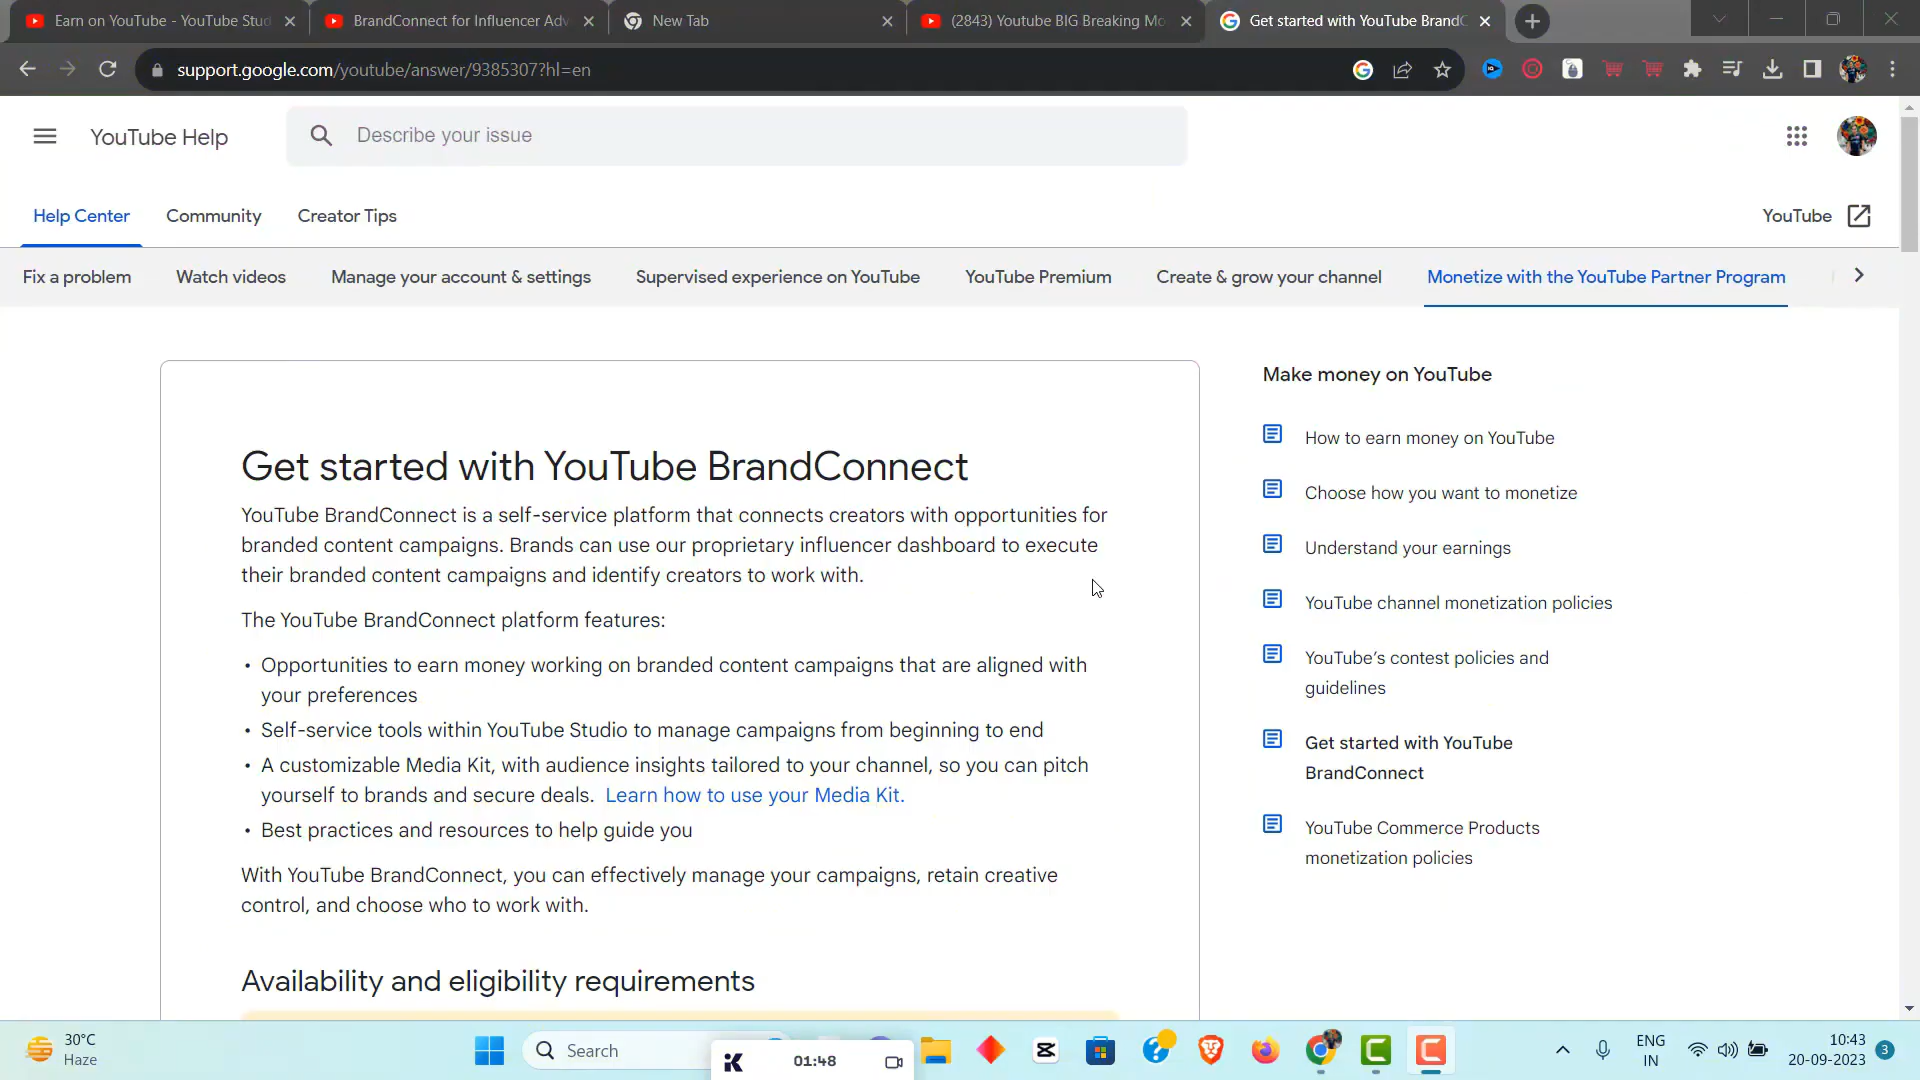 Earn on YouTube - YouTube Stud
BrandConnect for Influencer Adv
New Tab
(2843) Youtube BIG Breaking Mo
Get started with YouTube BrandC
support.google.com/youtube/answer/9385307?hl=en
YouTube Help
Describe your issue
Help Center
Community
Creator Tips
YouTube
Fix a problem
Watch videos
Manage your account & settings
Supervised experience on YouTube
YouTube Premium
Create & grow your channel
Monetize with the YouTube Partner Program
Get started with YouTube BrandConnect
YouTube BrandConnect is a self-service platform that connects creators with opportunities for
branded content campaigns. Brands can use our proprietary influencer dashboard to execute
their branded content campaigns and identify creators to work with.
The YouTube BrandConnect platform features:
• Opportunities to earn money working on branded content campaigns that are aligned with
your preferences
• Self-service tools within YouTube Studio to manage campaigns from beginning to end
• A customizable Media Kit, with audience insights tailored to your channel, so you can pitch
yourself to brands and secure deals. Learn how to use your Media Kit.
• Best practices and resources to help guide you
With YouTube BrandConnect, you can effectively manage your campaigns, retain creative
control, and choose who to work with.
Availability and eligibility requirements
Make money on YouTube
How to earn money on YouTube
Choose how you want to monetize
Understand your earnings
YouTube channel monetization policies
YouTube's contest policies and
guidelines
Get started with YouTube
BrandConnect
YouTube Commerce Products
monetization policies
30°C
Haze
Search
01:48
ENG
IN
10:43
20-09-2023
3